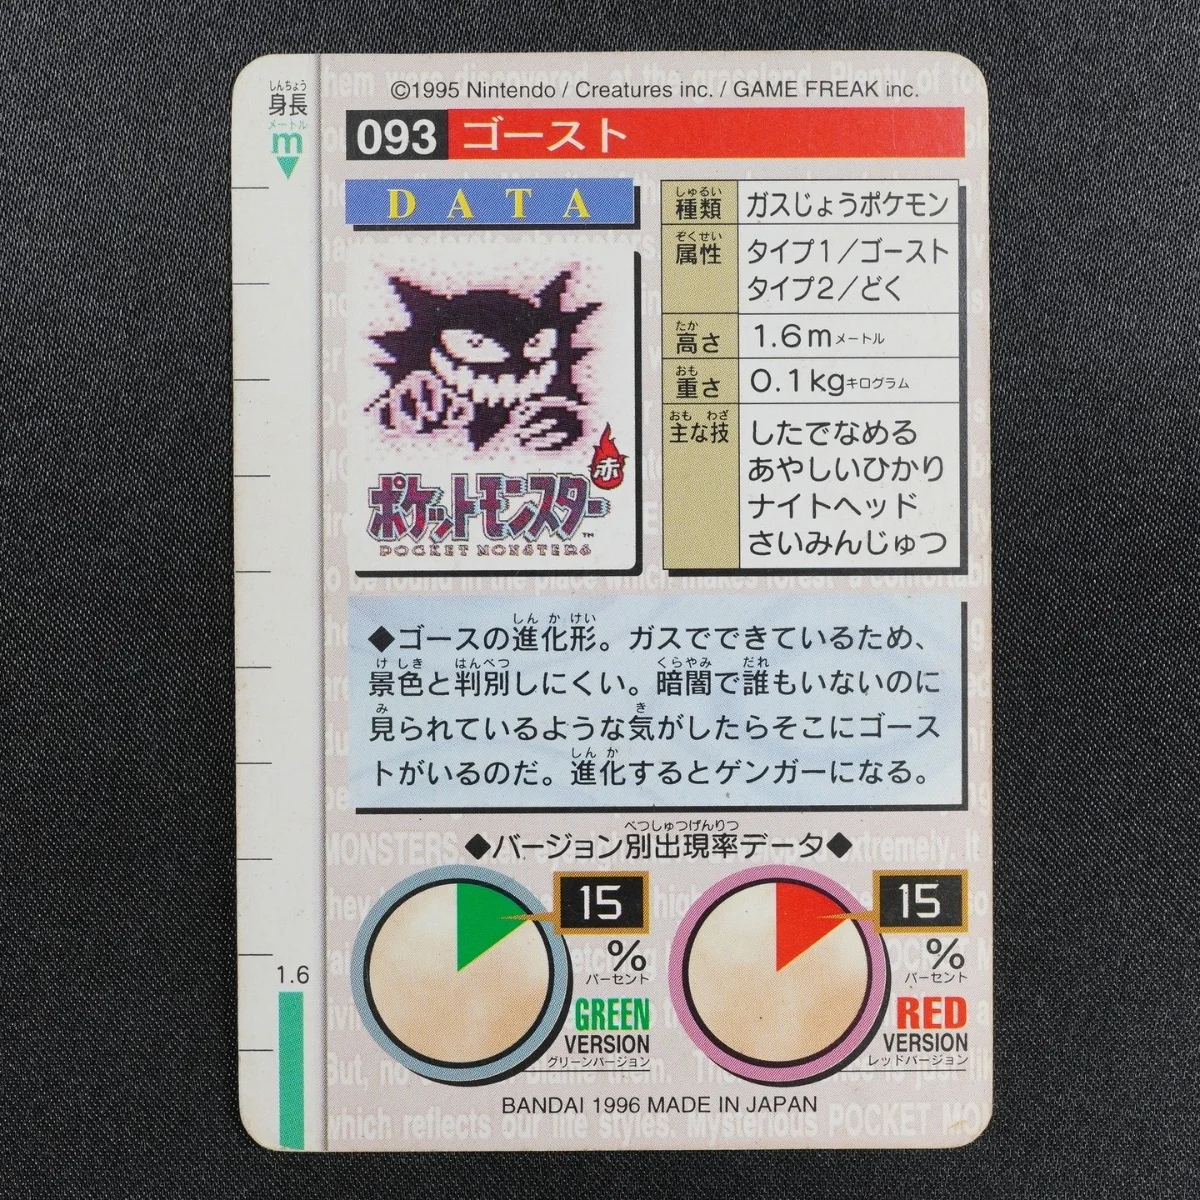 ©1995 Nintendo / Creatures inc. / GAME FREAK inc.
しんちょう
身長
メートル
m
093 ゴースト
DATA
赤
ポケットモンスター™
POCKET MONSTERS
しゅるい
種類 ガスじょうポケモン
ぞくせい
属性 タイプ1/ゴースト
タイプ2/どく
たか
高さ 1.6mメートル
おも
重さ 0.1kgキログラム
おも わざ
主な技 したでなめる
あやしいひかり
ナイトヘッド
さいみんじゅつ
しんかけい
◆ゴースの進化形。ガスでできているため、
けしき はんべつ くらやみ だれ
景色と判別しにくい。暗闇で誰もいないのに
み き
見られているような気がしたらそこにゴース
しんか
トがいるのだ。進化するとゲンガーになる。
べつしゅつげんりつ
◆バージョン別出現率データ◆
15
%
パーセント
GREEN
VERSION
グリーンバージョン
15
%
パーセント
RED
VERSION
レッドバージョン
1.6
BANDAI 1996 MADE IN JAPAN